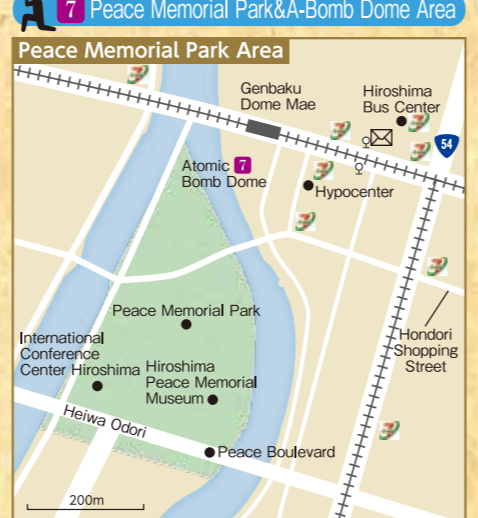 7 Peace Memorial Park&A-Bomb Dome Area
Peace Memorial Park Area
Genbaku
Dome Mae
Hiroshima
Bus Center
54
Atomic 7
Bomb Dome
Hypocenter
Peace Memorial Park
International
Conference
Center Hiroshima
Hiroshima
Peace Memorial
Museum
Hondori
Shopping
Street
Heiwa Odori
Peace Boulevard
200m